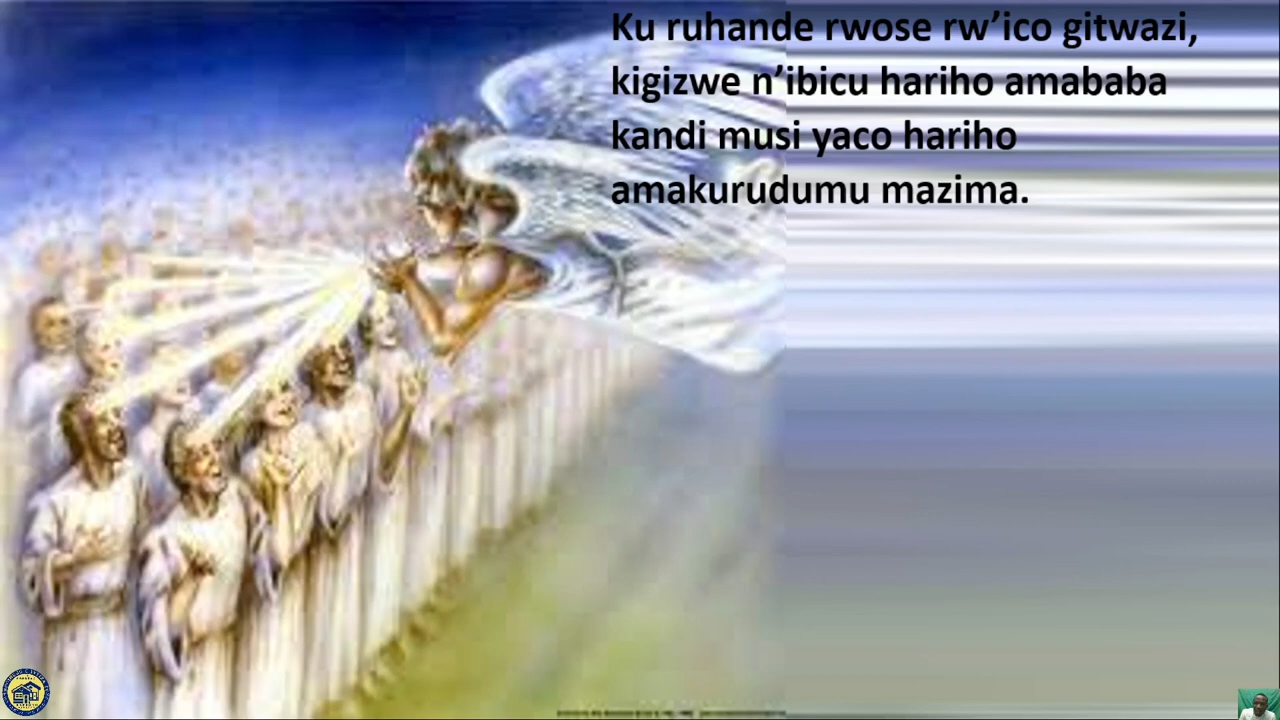 Ku ruhande rwose rw’ico gitwazi,
kigizwe n’ibicu hariho amababa
kandi musi yaco hariho
amakurudumu mazima.